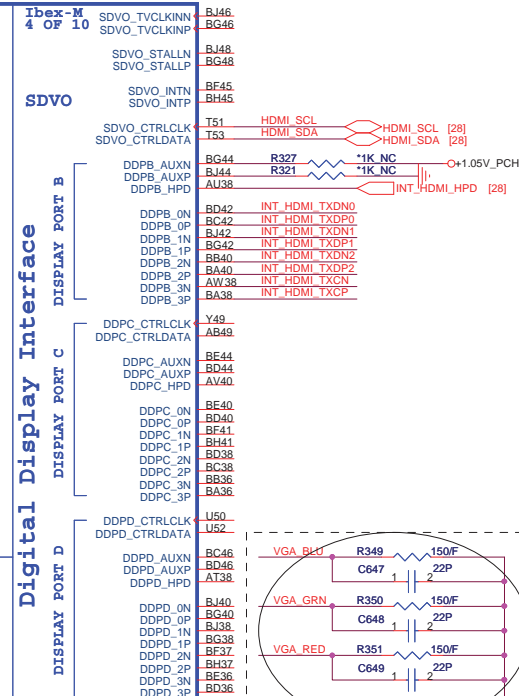 Ibex-M
4 OF 10
SDVO_TVCLKINN BJ46
SDVO_TVCLKINP BG46
SDVO_STALLN BJ48
SDVO_STALLP BG48
SDVO_INTN BF45
SDVO_INTP BH45
SDVO
SDVO_CTRLCLK T51 HDMI_SCL HDMI_SCL [28]
SDVO_CTRLDATA T53 HDMI_SDA HDMI_SDA [28]
DDPB_AUXN BG44 R327 *1K_NC +1.05V_PCH
DDPB_AUXP BJ44 R321 *1K_NC
DDPB_HPD AU38 INT_HDMI_HPD [28]
DDPB_0N BD42 INT_HDMI_TXDN0
DDPB_0P BC42 INT_HDMI_TXDP0
DDPB_1N BJ42 INT_HDMI_TXDN1
DDPB_1P BG42 INT_HDMI_TXDP1
DDPB_2N BB40 INT_HDMI_TXDN2
DDPB_2P BA40 INT_HDMI_TXDP2
DDPB_3N AW38 INT_HDMI_TXCN
DDPB_3P BA38 INT_HDMI_TXCP
DISPLAY PORT B
Digital Display Interface
DDPC_CTRLCLK Y49
DDPC_CTRLDATA AB49
DDPC_AUXN BE44
DDPC_AUXP BD44
DDPC_HPD AV40
DDPC_0N BE40
DDPC_0P BD40
DDPC_1N BF41
DDPC_1P BH41
DDPC_2N BD38
DDPC_2P BC38
DDPC_3N BB36
DDPC_3P BA36
DISPLAY PORT C
DDPD_CTRLCLK U50
DDPD_CTRLDATA U52
DDPD_AUXN BC46
DDPD_AUXP BD46
DDPD_HPD AT38
DDPD_0N BJ40
DDPD_0P BG40
DDPD_1N BJ38
DDPD_1P BG38
DDPD_2N BF37
DDPD_2P BH37
DDPD_3N BE36
DDPD_3P BD36
DISPLAY PORT D
VGA_BLU R349 150/F
C647 1 2 22P
VGA_GRN R350 150/F
C648 1 2 22P
VGA_RED R351 150/F
C649 1 2 22P